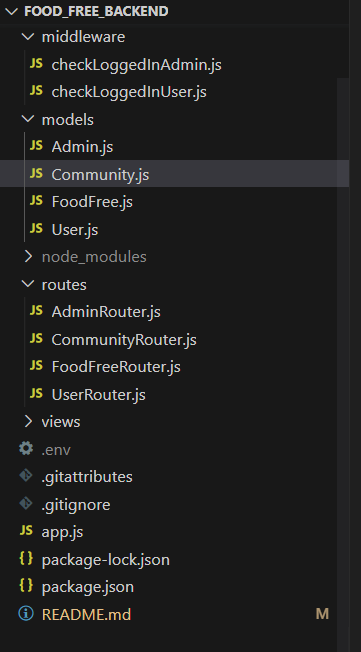 FOOD_FREE_BACKEND
middleware
JS checkLoggedInAdmin.js
JS checkLoggedInUser.js
models
JS Admin.js
JS Community.js
JS FoodFree.js
JS User.js
node_modules
routes
JS AdminRouter.js
JS CommunityRouter.js
JS FoodFreeRouter.js
JS UserRouter.js
views
.env
.gitattributes
.gitignore
JS app.js
{ } package-lock.json
{ } package.json
README.md M